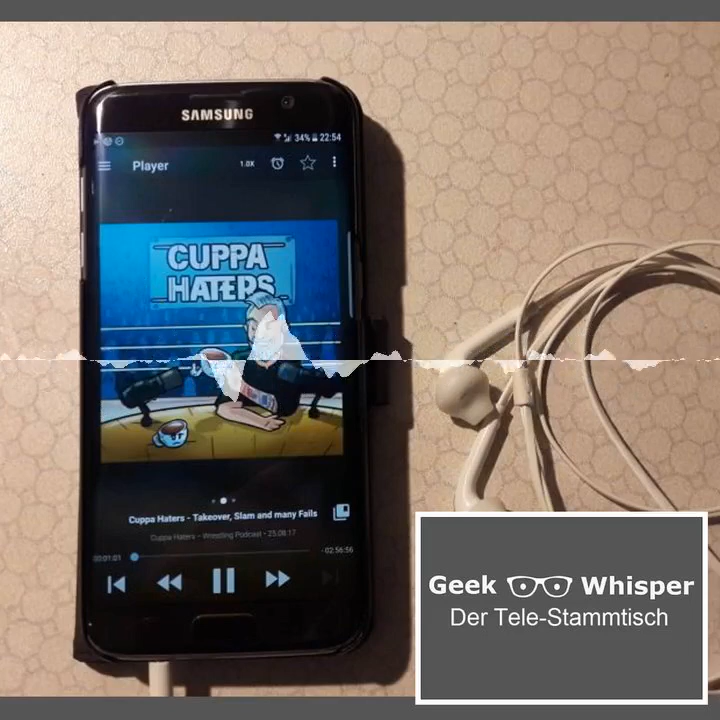 SAMSUNG
34% 22:54
Player
1.0X
CUPPA
HATERS
Cuppa Haters - Takeover, Slam and many Fails
Cuppa Haters – Wrestling Podcast • 25.08.17
00:01:01
- 02:56:56
Geek Whisper
Der Tele-Stammtisch